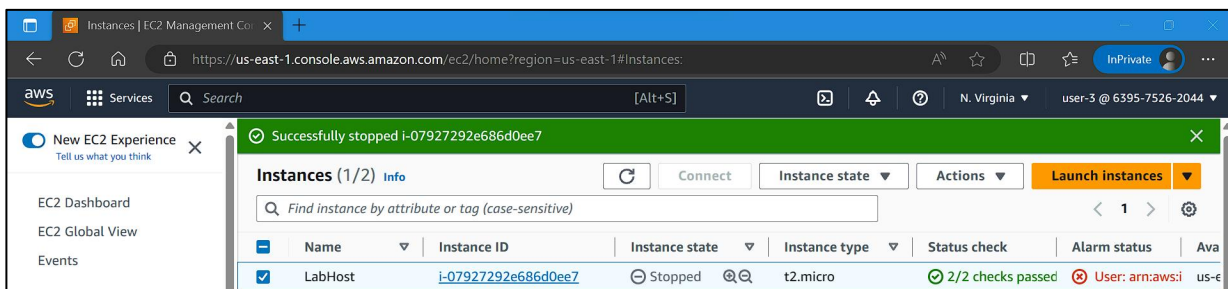 Instances | EC2 Management Co
https://us-east-1.console.aws.amazon.com/ec2/home?region=us-east-1#Instances:
InPrivate
aws
Services
Search
[Alt+S]
N. Virginia
user-3 @ 6395-7526-2044
New EC2 Experience
Tell us what you think
EC2 Dashboard
EC2 Global View
Events
Successfully stopped i-07927292e686d0ee7
Instances (1/2) Info
Connect
Instance state
Actions
Launch instances
Find instance by attribute or tag (case-sensitive)
1
Name
Instance ID
Instance state
Instance type
Status check
Alarm status
Ava
LabHost
i-07927292e686d0ee7
Stopped
t2.micro
2/2 checks passed
User: arn:aws:i
us-e